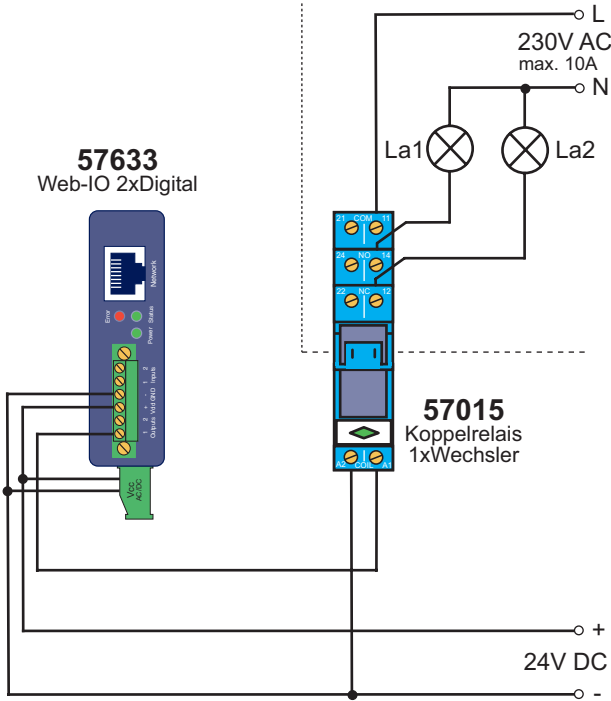 L
230V AC
max. 10A
N
La1
La2
57633
Web-IO 2xDigital
21 COM 11
24 NO 14
22 NC 12
Network
Error
Status
Power
1 2 Inputs
Vdd GND
+ -
Outputs 1 2
Vcc
AC/DC
57015
Koppelrelais
1xWechsler
A2 COIL A1
+
24V DC
-